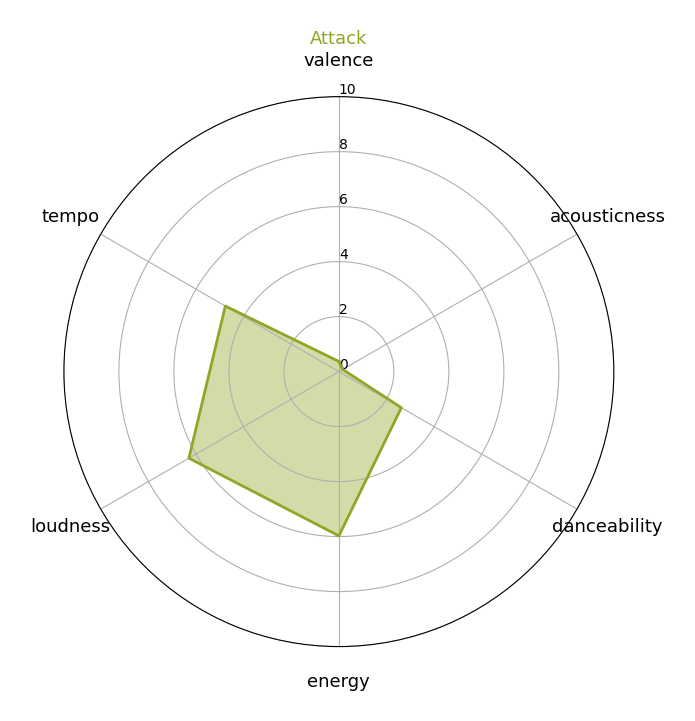 Attack
valence
10
8
6
4
2
0
tempo
acousticness
loudness
danceability
energy